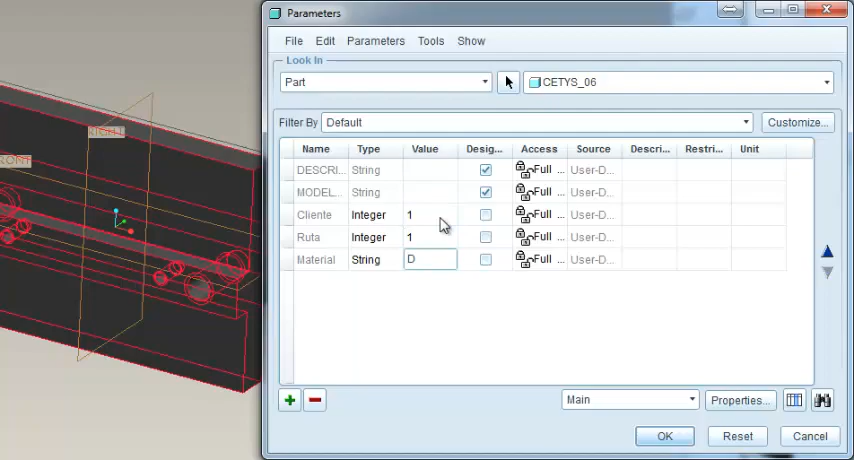 Parameters
File Edit Parameters Tools Show
Look In
Part CETYS_06
Filter By Default Customize...
Name Type Value Desig... Access Source Descri... Restri... Unit
DESCRI... String Full ... User-D...
MODEL... String Full ... User-D...
Cliente Integer 1 Full ... User-D...
Ruta Integer 1 Full ... User-D...
Material String D Full ... User-D...
Main Properties...
OK Reset Cancel
RIGHT
FRONT